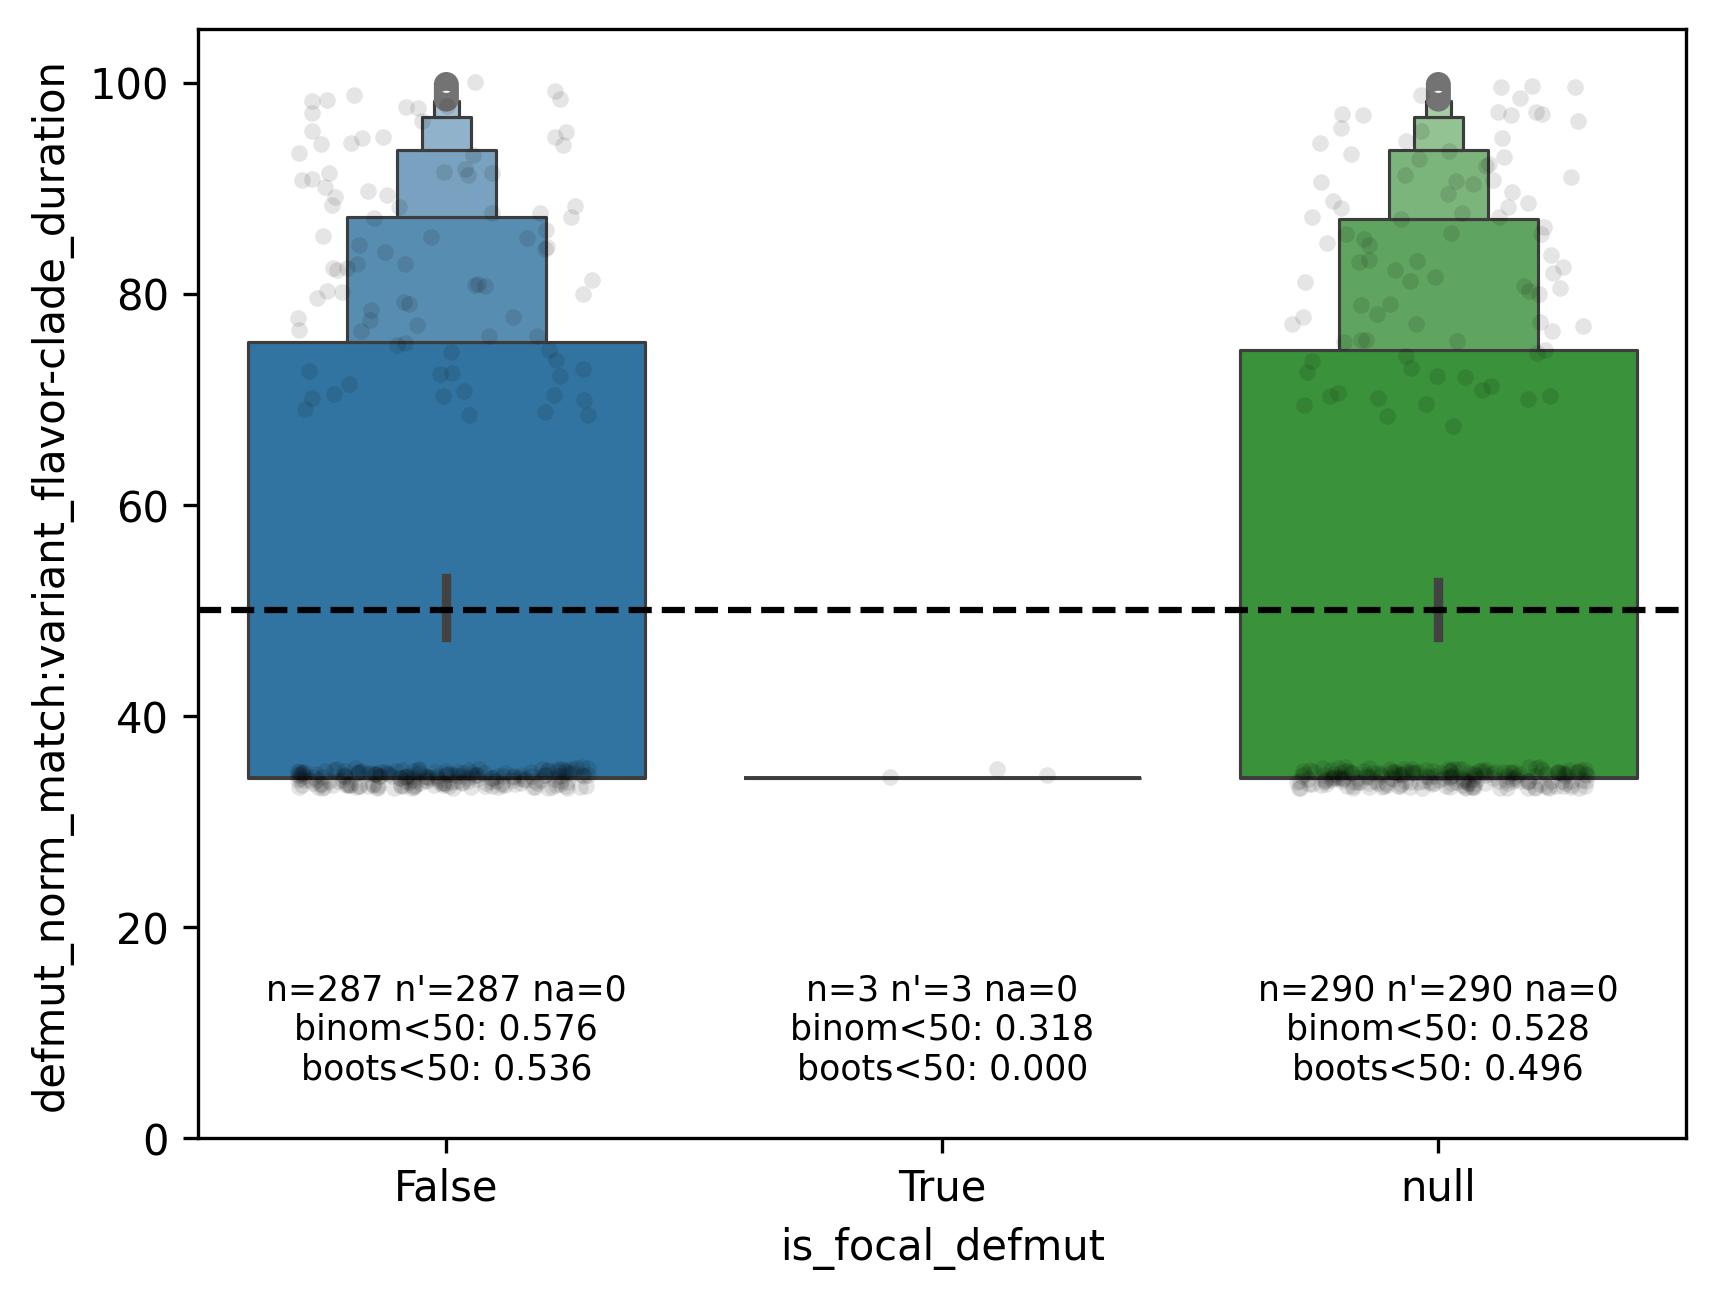 defmut_norm_match:variant_flavor-clade_duration
100
80
60
40
20
0
n=287 n'=287 na=0
binom<50: 0.576
boots<50: 0.536
n=3 n'=3 na=0
binom<50: 0.318
boots<50: 0.000
n=290 n'=290 na=0
binom<50: 0.528
boots<50: 0.496
False
True
null
is_focal_defmut